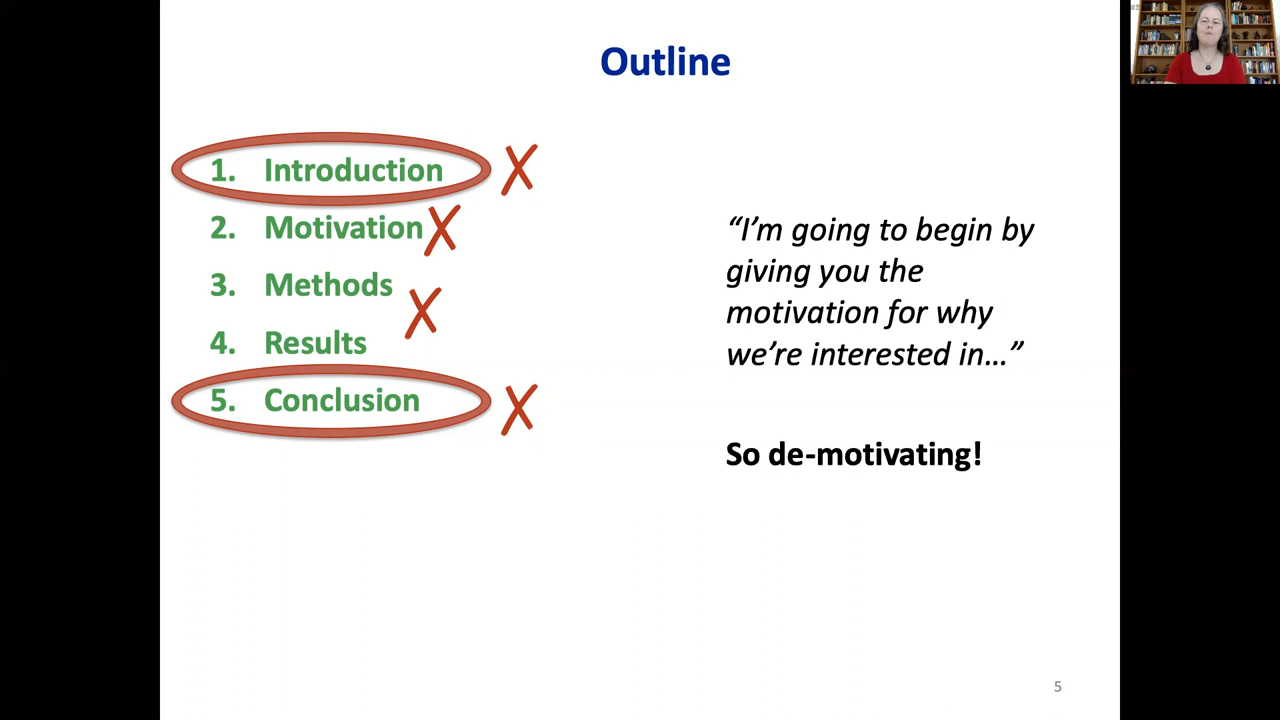 Outline
1. Introduction
2. Motivation
3. Methods
4. Results
5. Conclusion
“I’m going to begin by
giving you the
motivation for why
we’re interested in…”
So de-motivating!
5